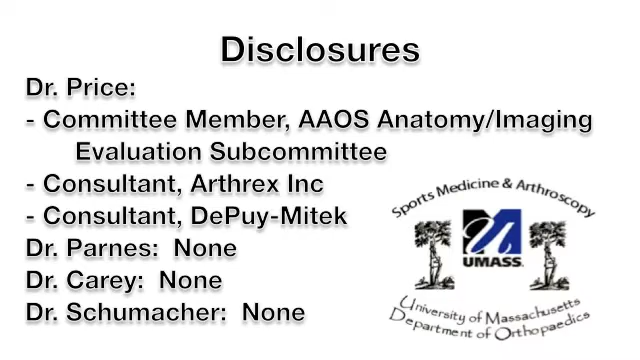 Disclosures
Dr. Price:
- Committee Member, AAOS Anatomy/Imaging
Evaluation Subcommittee
- Consultant, Arthrex Inc
- Consultant, DePuy-Mitek
Dr. Parnes:  None
Dr. Carey:  None
Dr. Schumacher:  None
Sports Medicine & Arthroscopy
UMASS
University of Massachusetts
Department of Orthopaedics